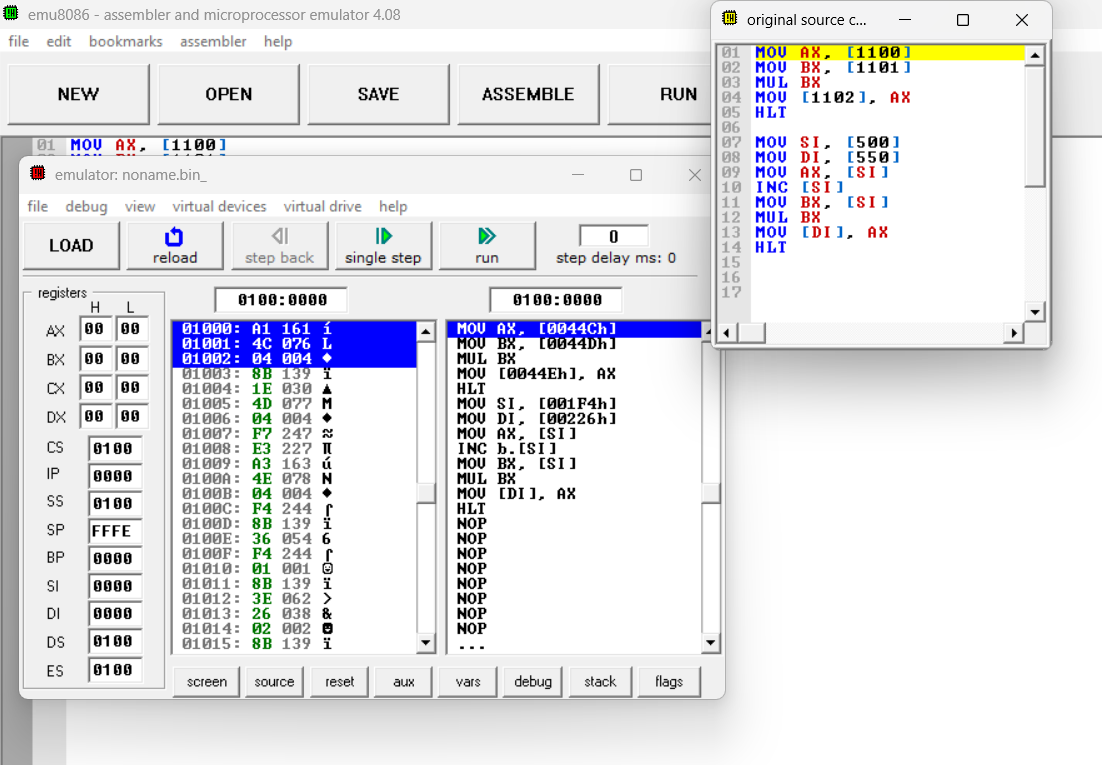 emu8086 - assembler and microprocessor emulator 4.08
file edit bookmarks assembler help
NEW OPEN SAVE ASSEMBLE RUN
01 MOV AX, [1100]
emulator: noname.bin_
file debug view virtual devices virtual drive help
LOAD reload step back single step run 0
step delay ms: 0
registers
H L
AX 00 00
BX 00 00
CX 00 00
DX 00 00
CS 0100
IP 0000
SS 0100
SP FFFE
BP 0000
SI 0000
DI 0000
DS 0100
ES 0100
0100:0000
01000: A1 161 í
01001: 4C 076 L
01002: 04 004 ♦
01003: 8B 139 ï
01004: 1E 030 ▲
01005: 4D 077 M
01006: 04 004 ♦
01007: F7 247 ≈
01008: E3 227 π
01009: A3 163 ú
0100A: 4E 078 N
0100B: 04 004 ♦
0100C: F4 244 ⌠
0100D: 8B 139 ï
0100E: 36 054 6
0100F: F4 244 ⌠
01010: 01 001 ☺
01011: 8B 139 ï
01012: 3E 062 >
01013: 26 038 &
01014: 02 002 ☻
01015: 8B 139 ï
0100:0000
MOV AX, [0044Ch]
MOV BX, [0044Dh]
MUL BX
MOV [0044Eh], AX
HLT
MOV SI, [001F4h]
MOV DI, [00226h]
MOV AX, [SI]
INC b.[SI]
MOV BX, [SI]
MUL BX
MOV [DI], AX
HLT
NOP
NOP
NOP
NOP
NOP
NOP
NOP
NOP
...
screen source reset aux vars debug stack flags
original source c...
01 MOV AX, [1100]
02 MOV BX, [1101]
03 MUL BX
04 MOV [1102], AX
05 HLT
06
07 MOV SI, [500]
08 MOV DI, [550]
09 MOV AX, [SI]
10 INC [SI]
11 MOV BX, [SI]
12 MUL BX
13 MOV [DI], AX
14 HLT
15
16
17